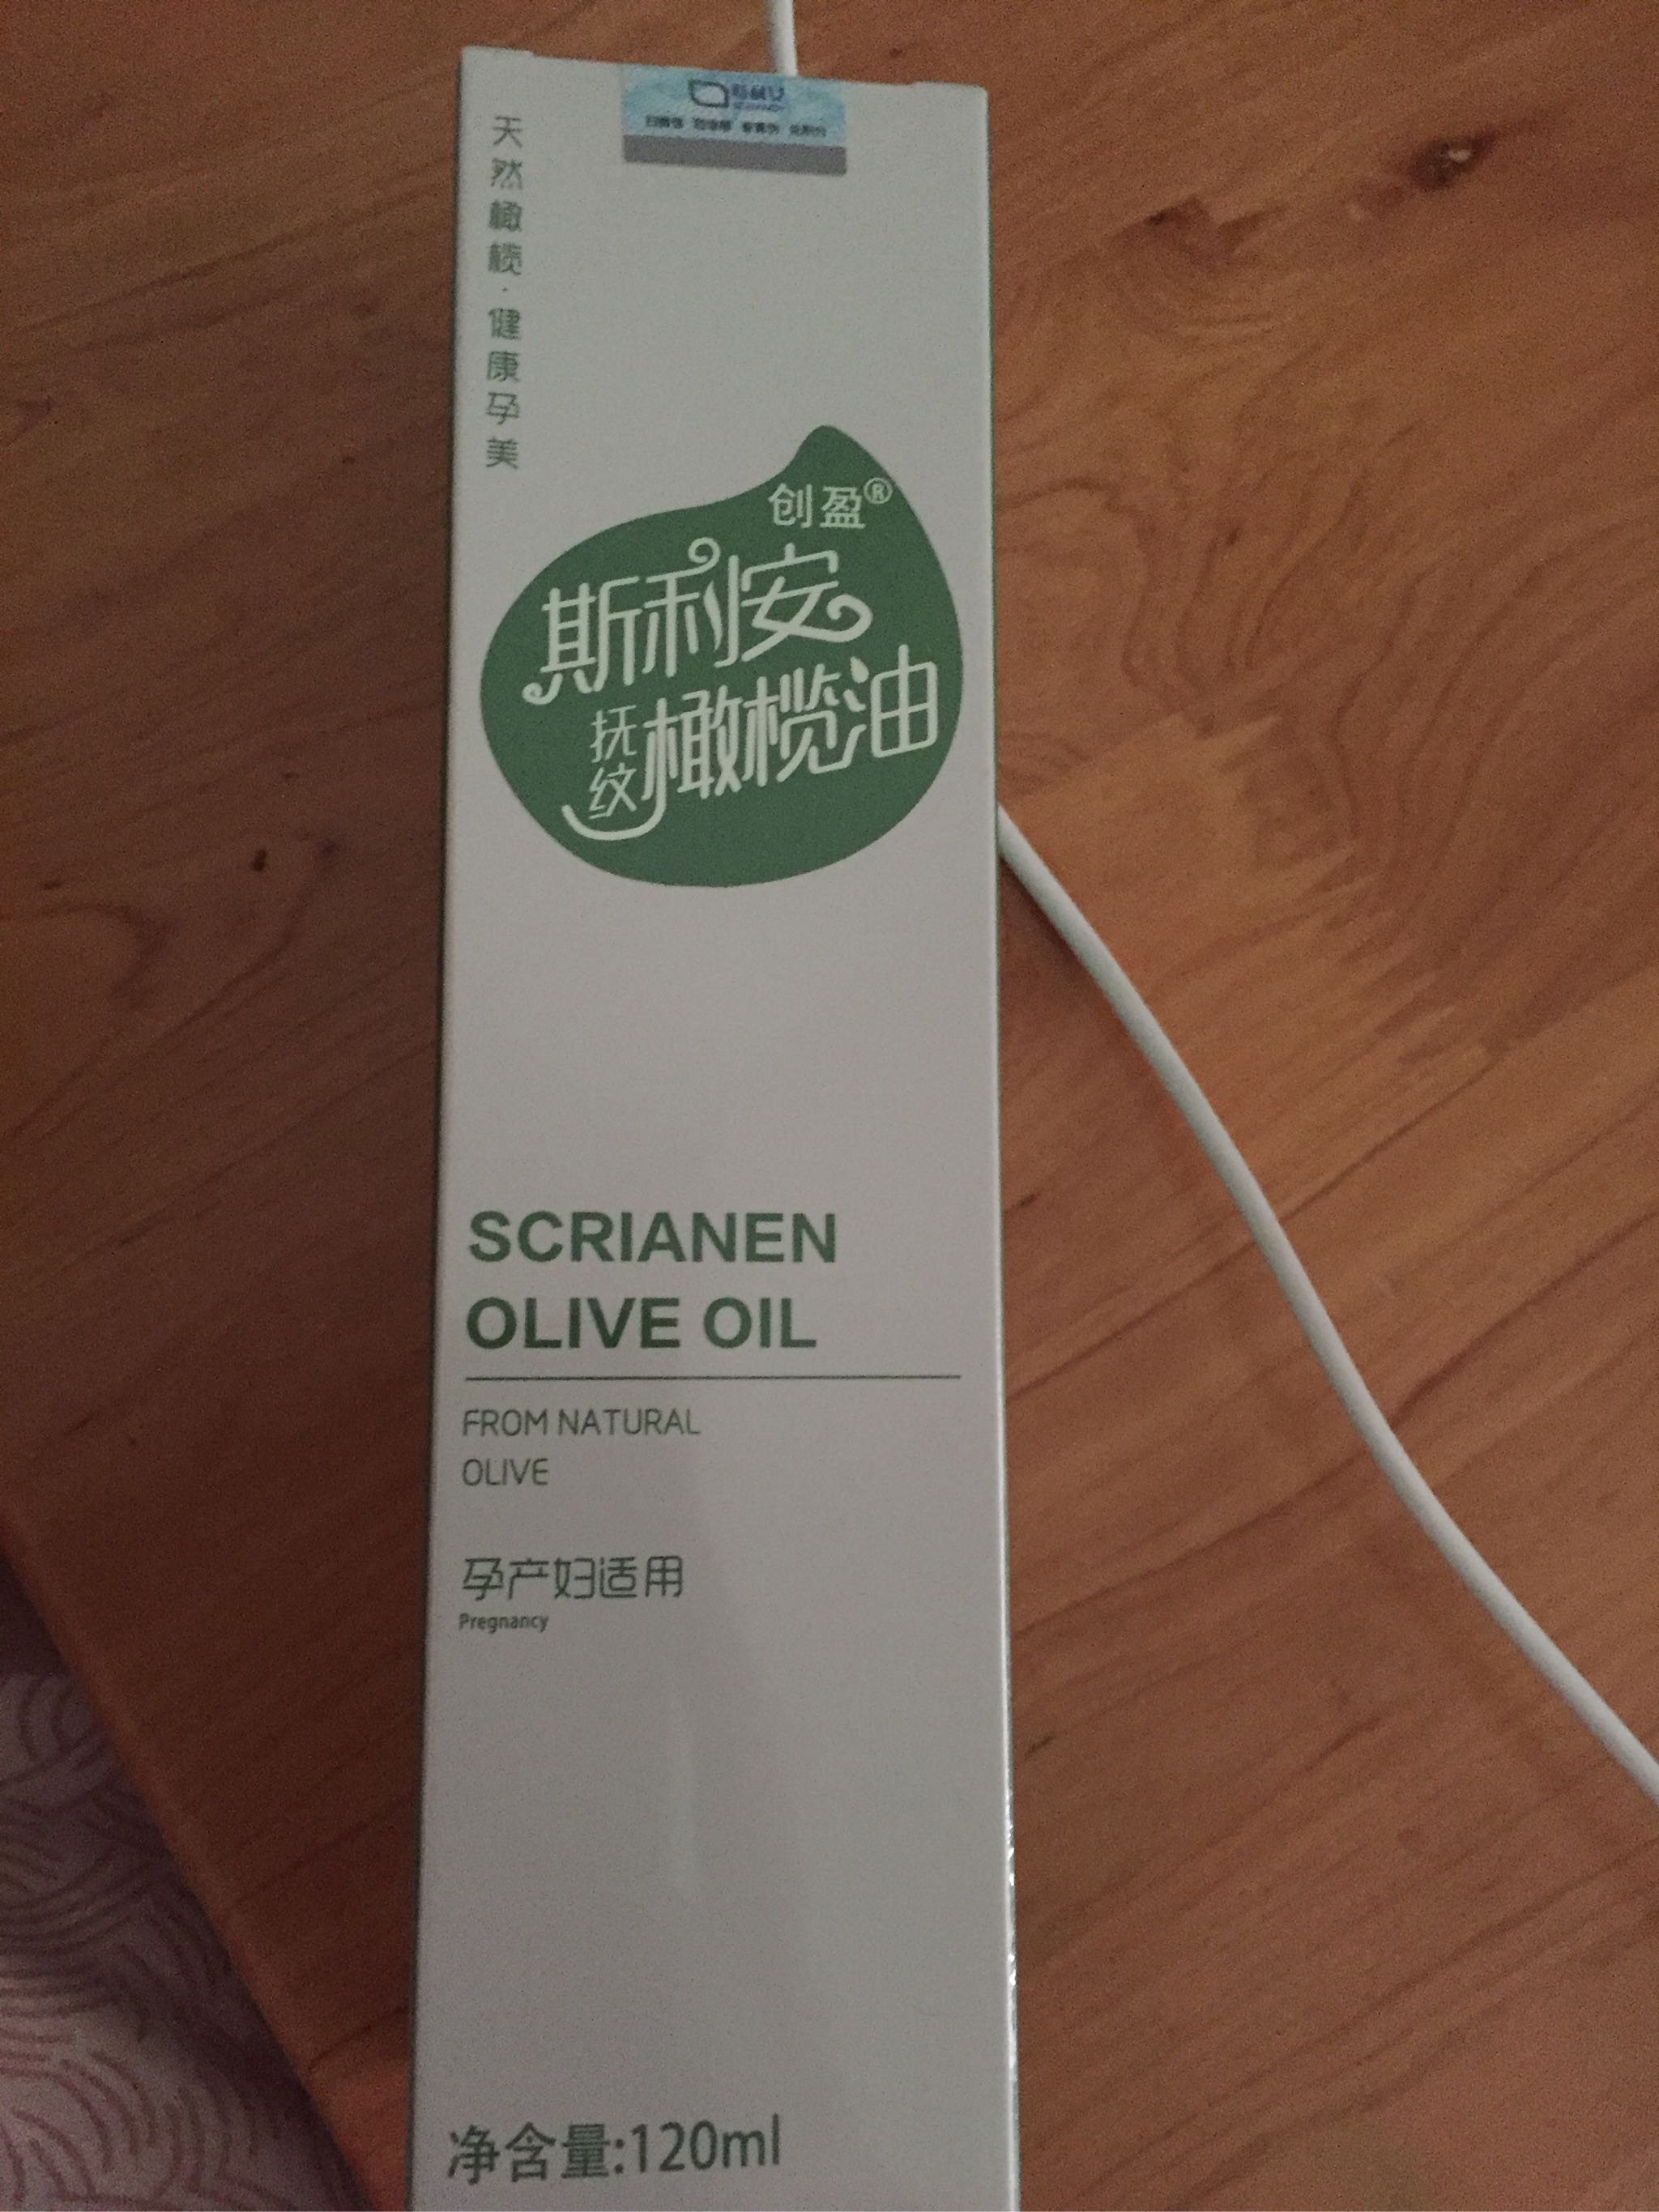 天然橄榄·健康孕美
创盈®
斯利安
抚纹橄榄油
SCRIANEN
OLIVE OIL
FROM NATURAL
OLIVE
孕产妇适用
Pregnancy
净含量:120ml